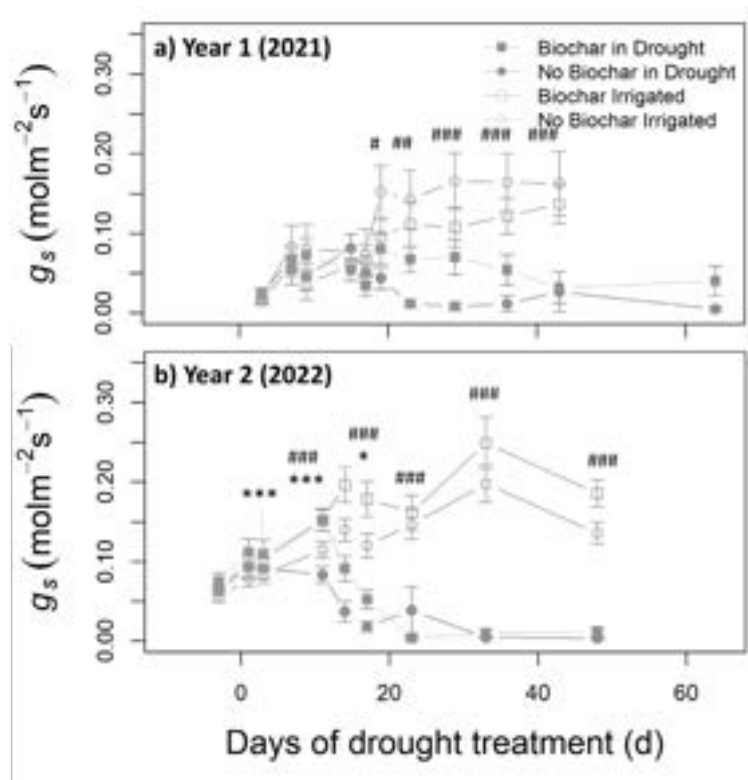 a) Year 1 (2021)
Biochar in Drought
No Biochar in Drought
Biochar Irrigated
No Biochar Irrigated
# ## ### ### ###
gs (molm−2s−1)
0.30
0.20
0.10
0.00
b) Year 2 (2022)
###
### ###
*** *** * ### ###
gs (molm−2s−1)
0.30
0.20
0.10
0.00
0 20 40 60
Days of drought treatment (d)